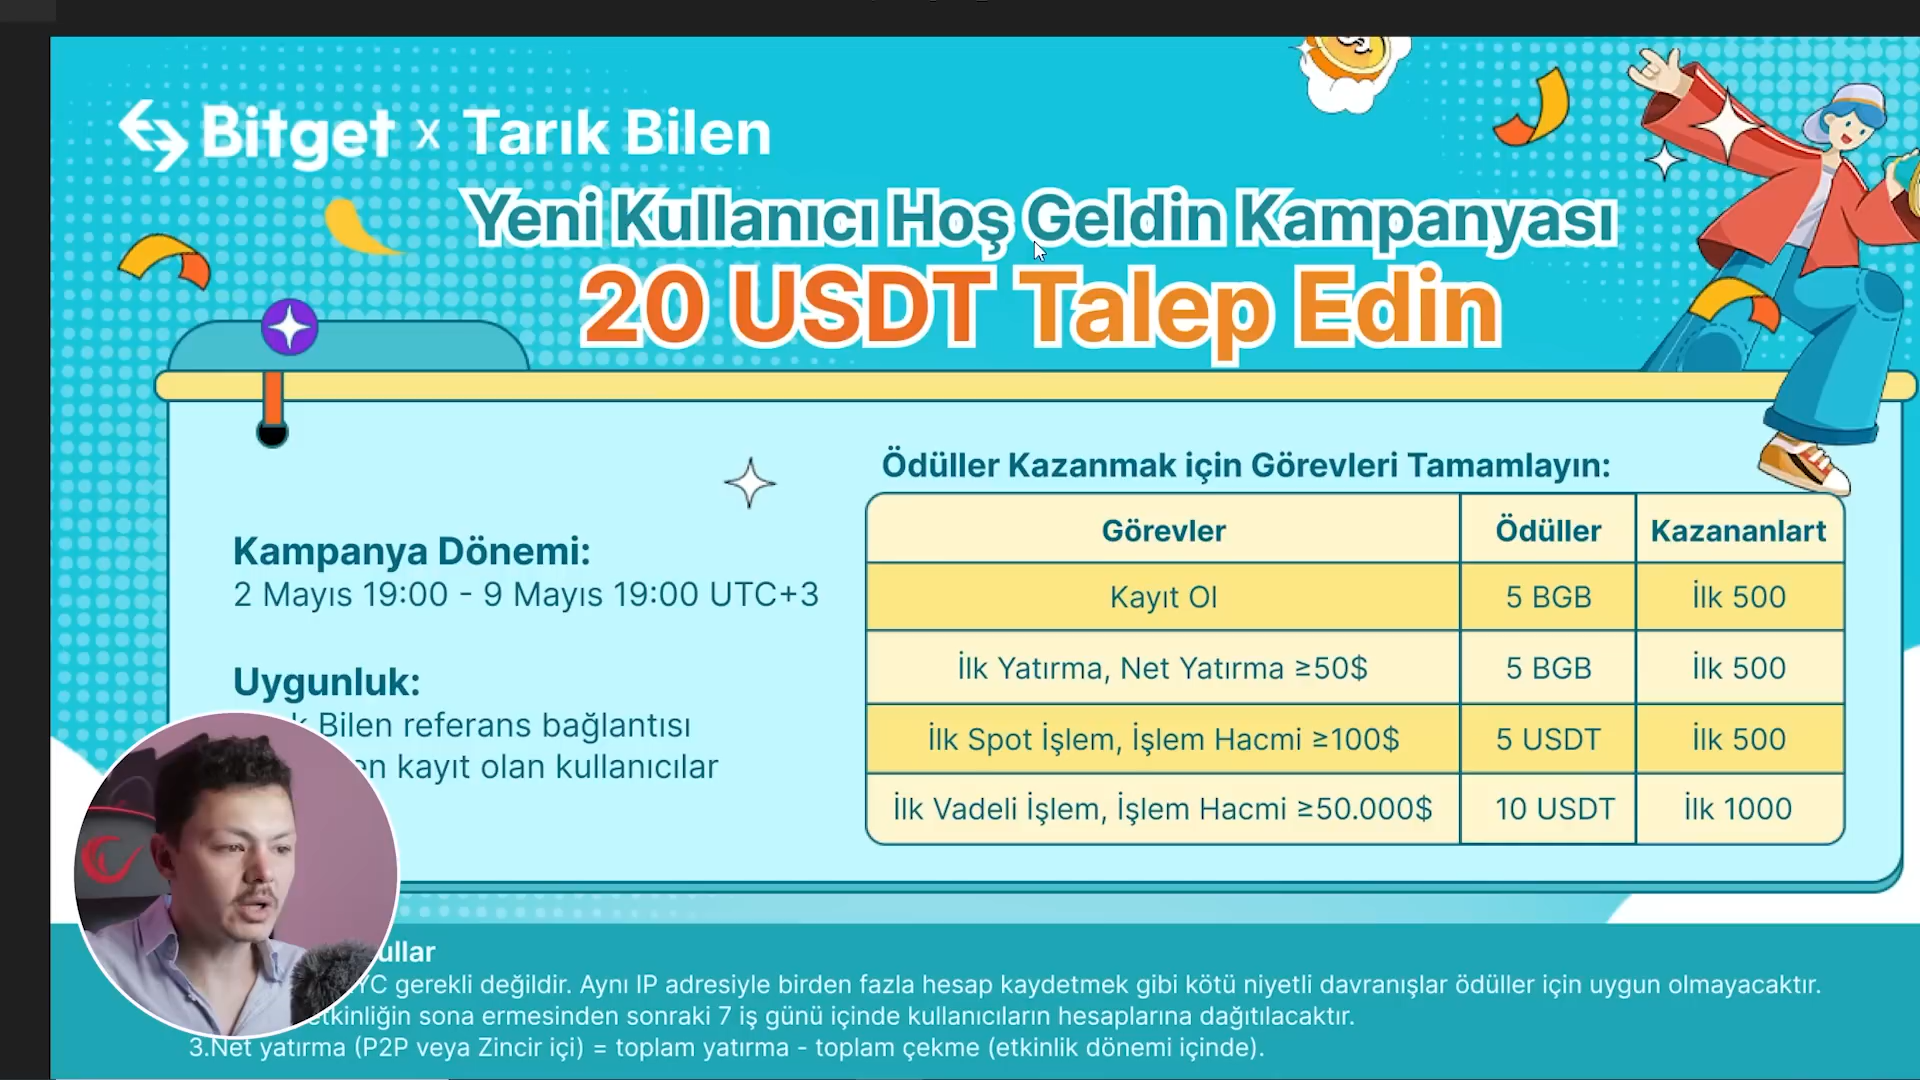 Bitget x Tarık Bilen
Yeni Kullanıcı Hoş Geldin Kampanyası
20 USDT Talep Edin
Kampanya Dönemi:
2 Mayıs 19:00 - 9 Mayıs 19:00 UTC+3
Uygunluk:
Bilen referans bağlantısı
kayıt olan kullanıcılar
Ödüller Kazanmak için Görevleri Tamamlayın:
Görevler Ödüller Kazananlart
Kayıt Ol 5 BGB İlk 500
İlk Yatırma, Net Yatırma ≥50$ 5 BGB İlk 500
İlk Spot İşlem, İşlem Hacmi ≥100$ 5 USDT İlk 500
İlk Vadeli İşlem, İşlem Hacmi ≥50.000$ 10 USDT İlk 1000
gerekli değildir. Aynı IP adresiyle birden fazla hesap kaydetmek gibi kötü niyetli davranışlar ödüller için uygun olmayacaktır.
etkinliğin sona ermesinden sonraki 7 iş günü içinde kullanıcıların hesaplarına dağıtılacaktır.
3.Net yatırma (P2P veya Zincir içi) = toplam yatırma - toplam çekme (etkinlik dönemi içinde).